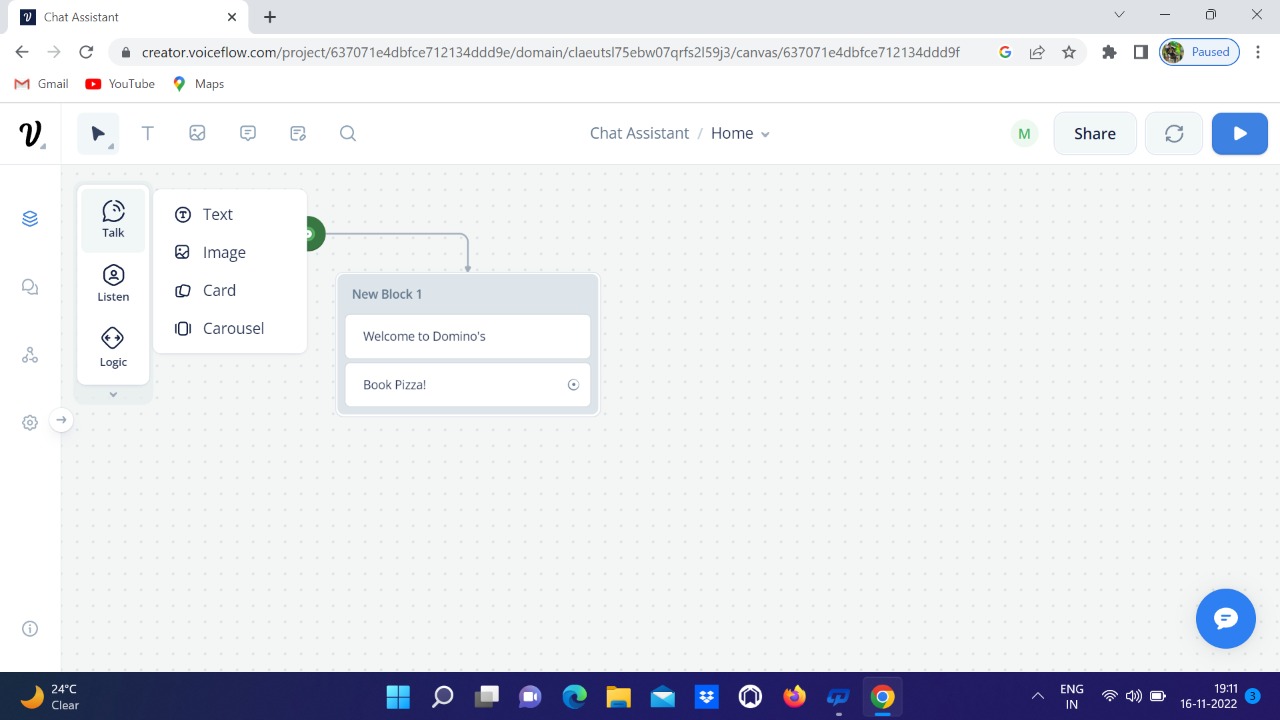 Chat Assistant
creator.voiceflow.com/project/637071e4dbfce712134ddd9e/domain/claeutsl75ebw07qrfs2l59j3/canvas/637071e4dbfce712134ddd9f
Paused
Gmail
YouTube
Maps
Chat Assistant / Home
M
Share
Talk
Listen
Logic
Text
Image
Card
Carousel
New Block 1
Welcome to Domino's
Book Pizza!
24°C
Clear
ENG
IN
19:11
16-11-2022
3